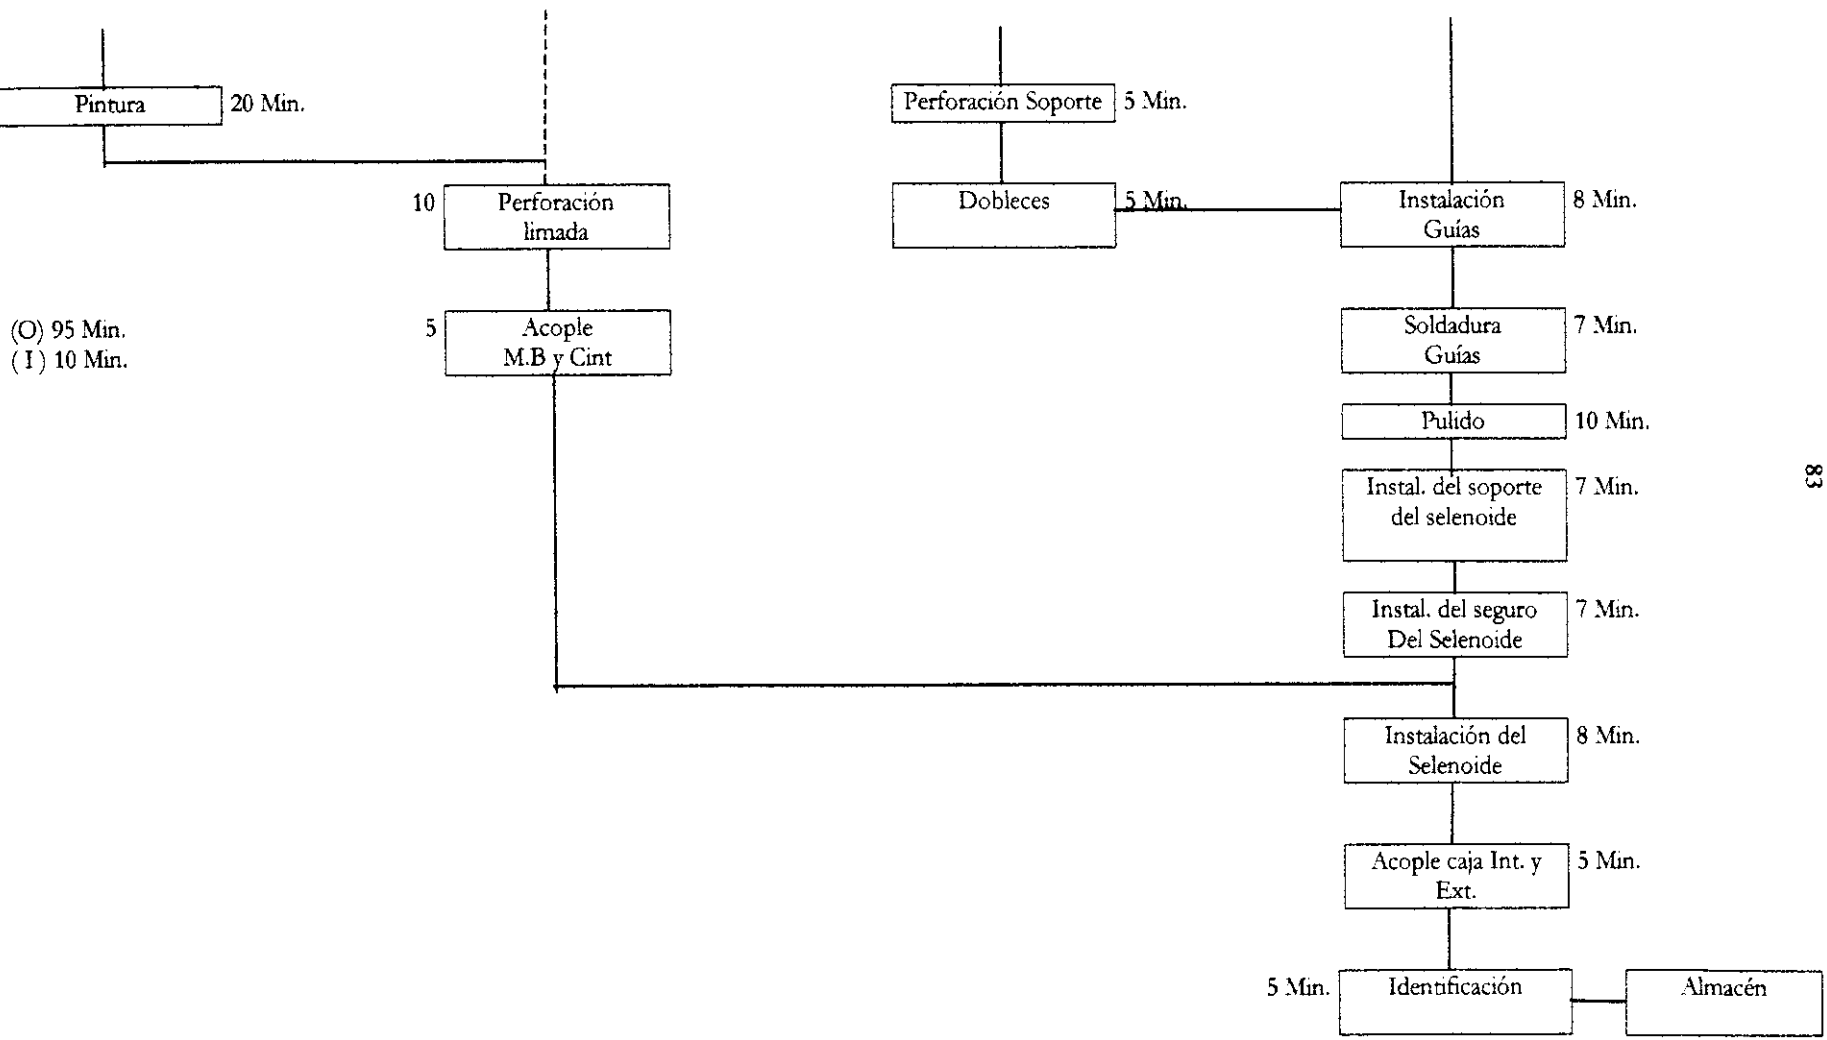 Pintura
20 Min.
10
Perforación
limada
5
Acople
M.B y Cint
(O) 95 Min.
( I ) 10 Min.
Perforación Soporte
5 Min.
Dobleces
5 Min.
Instalación
Guías
8 Min.
Soldadura
Guías
7 Min.
Pulido
10 Min.
Instal. del soporte
del selenoide
7 Min.
Instal. del seguro
Del Selenoide
7 Min.
Instalación del
Selenoide
8 Min.
Acople caja Int. y
Ext.
5 Min.
5 Min.
Identificación
Almacén
83